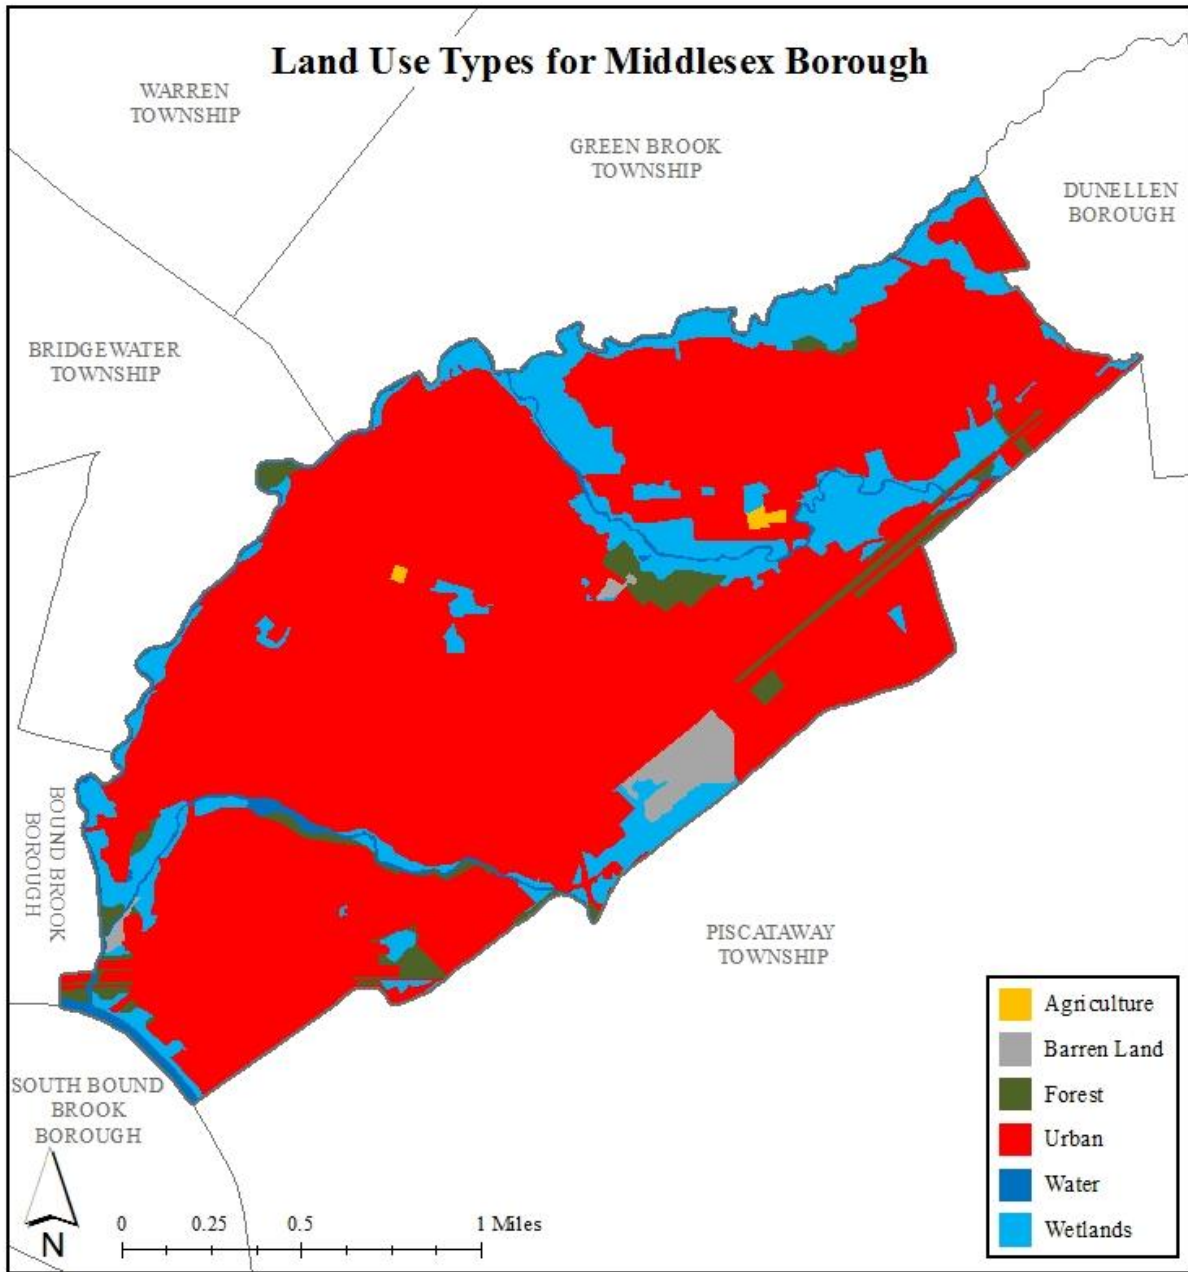 Land Use Types for Middlesex Borough
WARREN
TOWNSHIP
GREEN BROOK
TOWNSHIP
DUNELLEN
BOROUGH
BRIDGEWATER
TOWNSHIP
BOUND BROOK
BOROUGH
PISCATAWAY
TOWNSHIP
SOUTH BOUND
BROOK
BOROUGH
Agriculture
Barren Land
Forest
Urban
Water
Wetlands
N
0 0.25 0.5 1 Miles